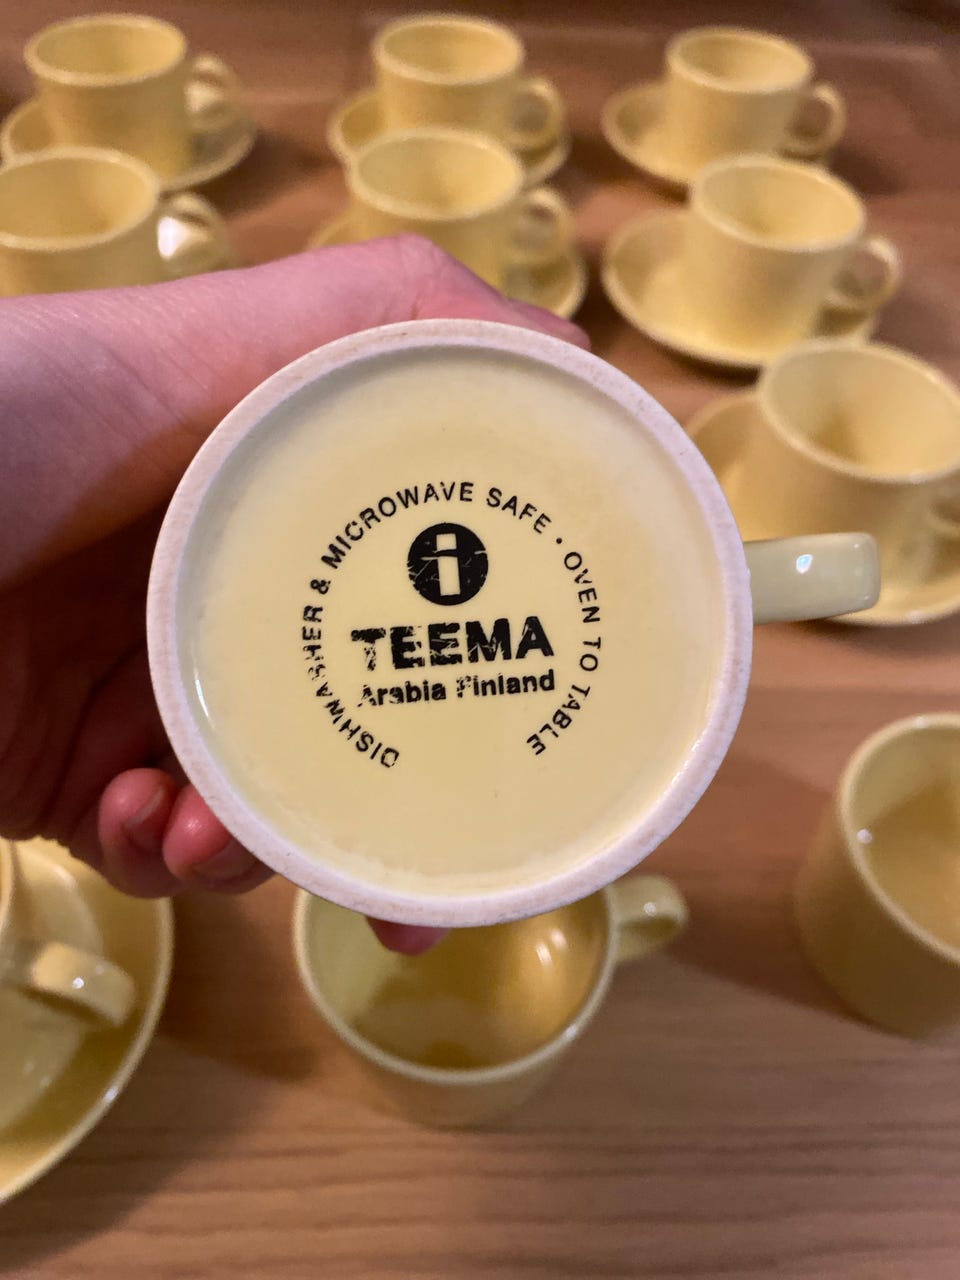 DISHWASHER & MICROWAVE SAFE · OVEN TO TABLE
i
TEEMA
Arabia Finland